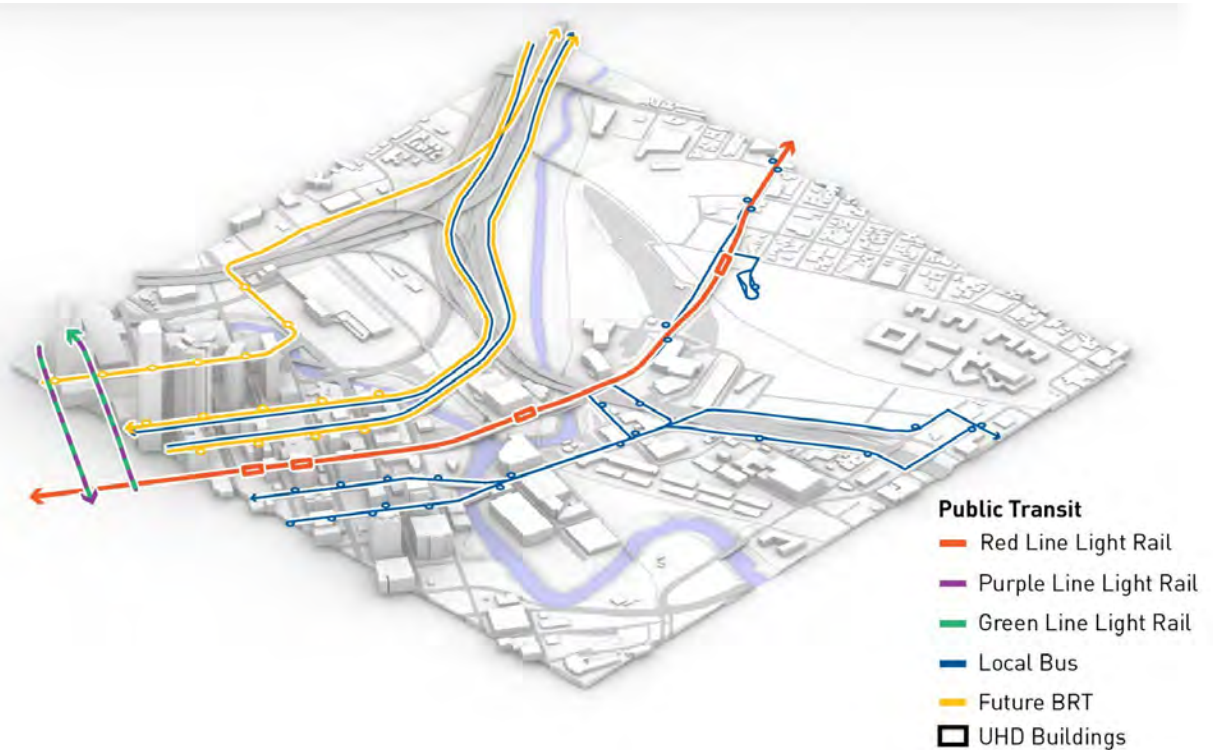 Public Transit
Red Line Light Rail
Purple Line Light Rail
Green Line Light Rail
Local Bus
Future BRT
UHD Buildings